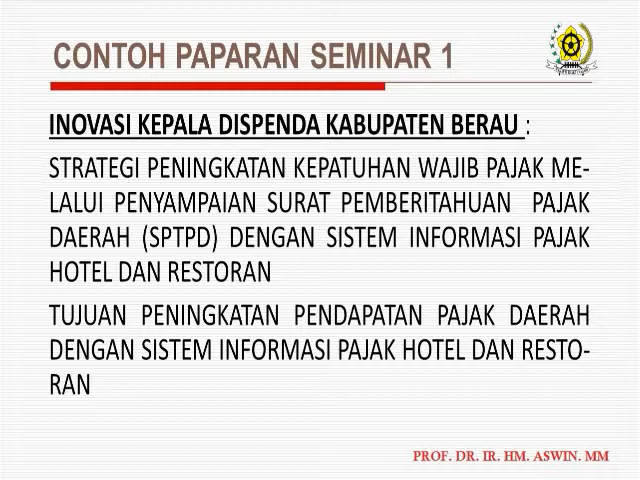 CONTOH PAPARAN SEMINAR 1
INOVASI KEPALA DISPENDA KABUPATEN BERAU :
STRATEGI PENINGKATAN KEPATUHAN WAJIB PAJAK ME-
LALUI PENYAMPAIAN SURAT PEMBERITAHUAN PAJAK
DAERAH (SPTPD) DENGAN SISTEM INFORMASI PAJAK
HOTEL DAN RESTORAN
TUJUAN PENINGKATAN PENDAPATAN PAJAK DAERAH
DENGAN SISTEM INFORMASI PAJAK HOTEL DAN RESTO-
RAN
PROF. DR. IR. HM. ASWIN. MM